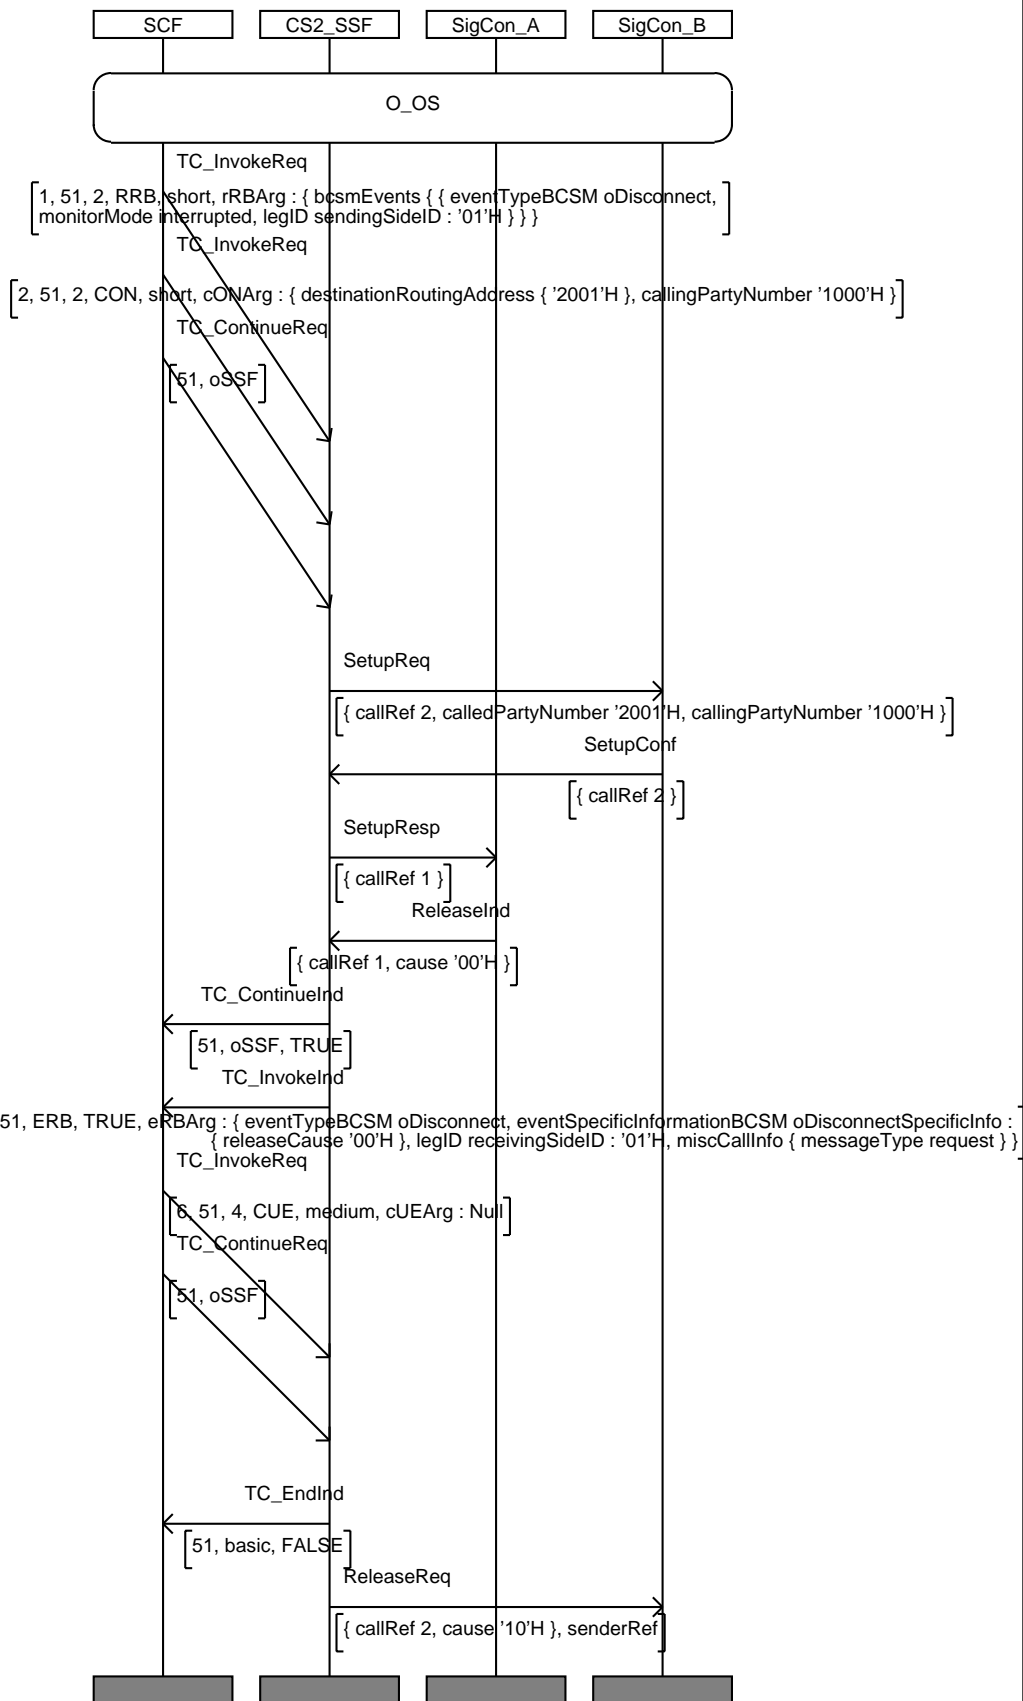 SCF CS2_SSF SigCon_A SigCon_B
O_OS
TC_InvokeReq
1, 51, 2, RRB, short, rRBArg : { bcsmEvents { { eventTypeBCSM oDisconnect,
monitorMode interrupted, legID sendingSideID : '01'H } } }
TC_InvokeReq
2, 51, 2, CON, short, cONArg : { destinationRoutingAddress { '2001'H }, callingPartyNumber '1000'H }
TC_ContinueReq
51, oSSF
SetupReq
{ callRef 2, calledPartyNumber '2001'H, callingPartyNumber '1000'H }
SetupConf
{ callRef 2 }
SetupResp
{ callRef 1 }
ReleaseInd
{ callRef 1, cause '00'H }
TC_ContinueInd
51, oSSF, TRUE
TC_InvokeInd
51, ERB, TRUE, eRBArg : { eventTypeBCSM oDisconnect, eventSpecificInformationBCSM oDisconnectSpecificInfo :
{ releaseCause '00'H }, legID receivingSideID : '01'H, miscCallInfo { messageType request } }
TC_InvokeReq
6, 51, 4, CUE, medium, cUEArg : Null
TC_ContinueReq
51, oSSF
TC_EndInd
51, basic, FALSE
ReleaseReq
{ callRef 2, cause '10'H }, senderRef